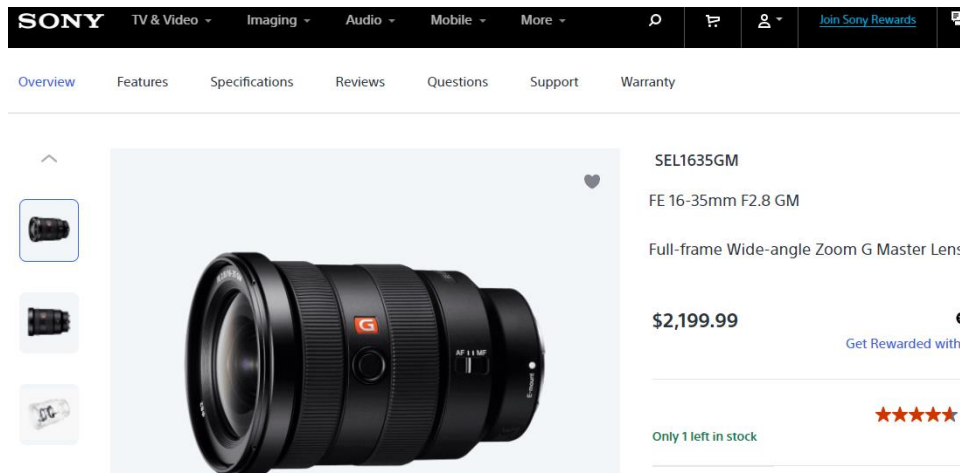 SONY TV & Video Imaging Audio Mobile More Join Sony Rewards
Overview Features Specifications Reviews Questions Support Warranty
SEL1635GM
FE 16-35mm F2.8 GM
Full-frame Wide-angle Zoom G Master Lens
$2,199.99
Get Rewarded with
G
AF MF
E-mount
Only 1 left in stock